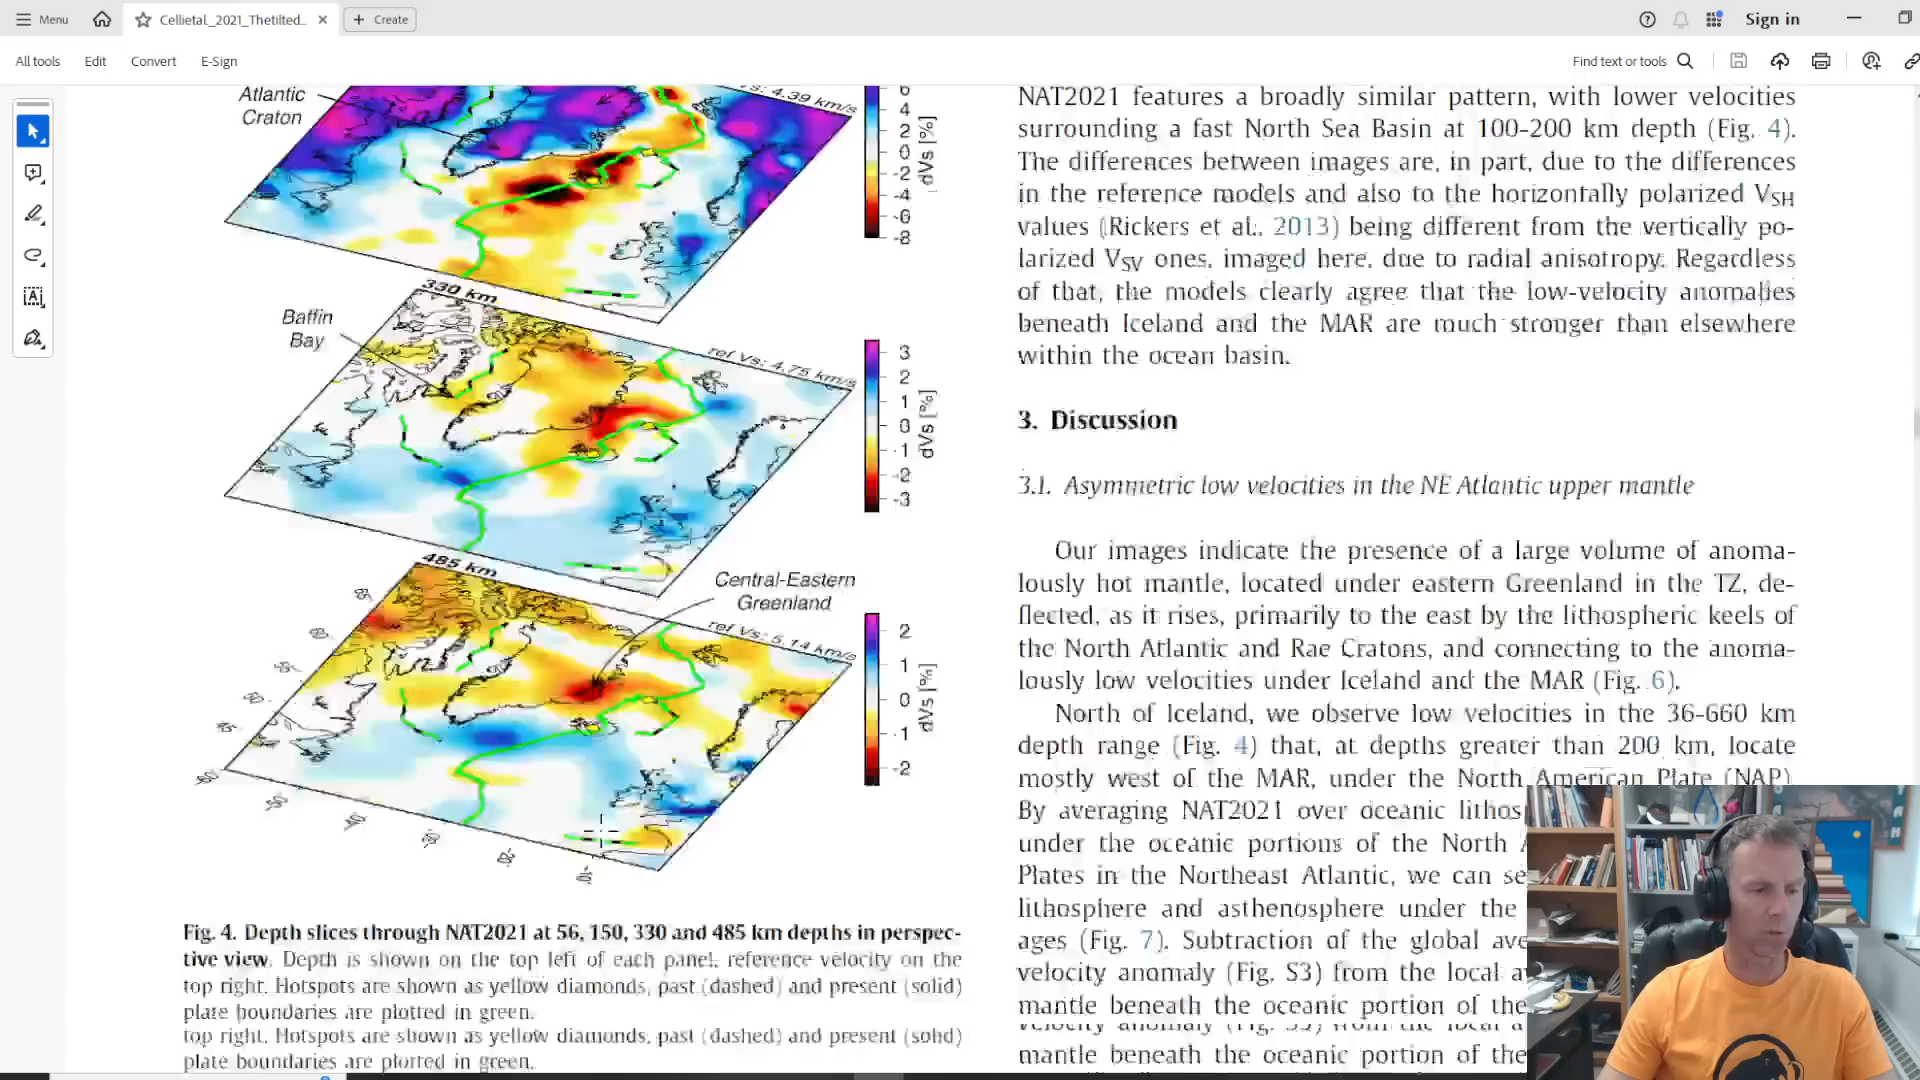 Menu
Cellietal_2021_Thetilted...
Create
Sign in
All tools
Edit
Convert
E-Sign
Find text or tools
Atlantic
Craton
: 4.39 km/s
6
4
2
0
-2
-4
-6
-8
dVs [%]
330 km
Baffin
Bay
ref Vs: 4.75 km/s
3
2
1
0
-1
-2
-3
dVs [%]
485 km
Central-Eastern
Greenland
ref Vs: 5.14 km/s
2
1
0
-1
-2
dVs [%]
Fig. 4. Depth slices through NAT2021 at 56, 150, 330 and 485 km depths in perspec-
tive view. Depth is shown on the top left of each panel, reference velocity on the
top right. Hotspots are shown as yellow diamonds, past (dashed) and present (solid)
plate boundaries are plotted in green.
top right. Hotspots are shown as yellow diamonds, past (dashed) and present (solid)
plate boundaries are plotted in green.
NAT2021 features a broadly similar pattern, with lower velocities
surrounding a fast North Sea Basin at 100-200 km depth (Fig. 4).
The differences between images are, in part, due to the differences
in the reference models and also to the horizontally polarized VSH
values (Rickers et al., 2013) being different from the vertically po-
larized VSV ones, imaged here, due to radial anisotropy. Regardless
of that, the models clearly agree that the low-velocity anomalies
beneath Iceland and the MAR are much stronger than elsewhere
within the ocean basin.
3. Discussion
3.1. Asymmetric low velocities in the NE Atlantic upper mantle
Our images indicate the presence of a large volume of anoma-
lously hot mantle, located under eastern Greenland in the TZ, de-
flected, as it rises, primarily to the east by the lithospheric keels of
the North Atlantic and Rae Cratons, and connecting to the anoma-
lously low velocities under Iceland and the MAR (Fig. 6).
North of Iceland, we observe low velocities in the 36-660 km
depth range (Fig. 4) that, at depths greater than 200 km, locate
mostly west of the MAR, under the North American Plate (NAP)
By averaging NAT2021 over oceanic lithos
under the oceanic portions of the North
Plates in the Northeast Atlantic, we can se
lithosphere and asthenosphere under the
ages (Fig. 7). Subtraction of the global ave
velocity anomaly (Fig. S3) from the local a
mantle beneath the oceanic portion of the
mantle beneath the oceanic portion of the